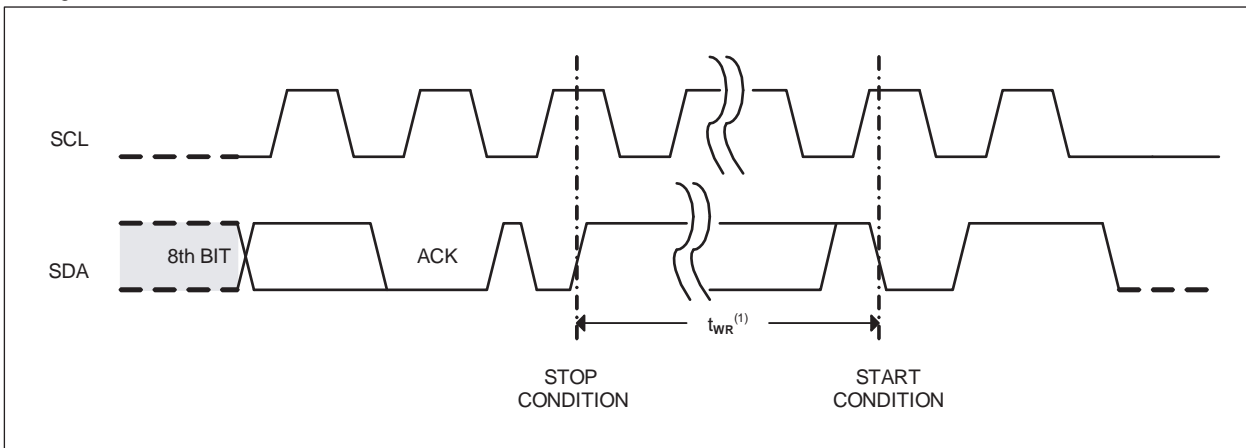 SCL
SDA
8th BIT
ACK
tWR(1)
STOP
CONDITION
START
CONDITION